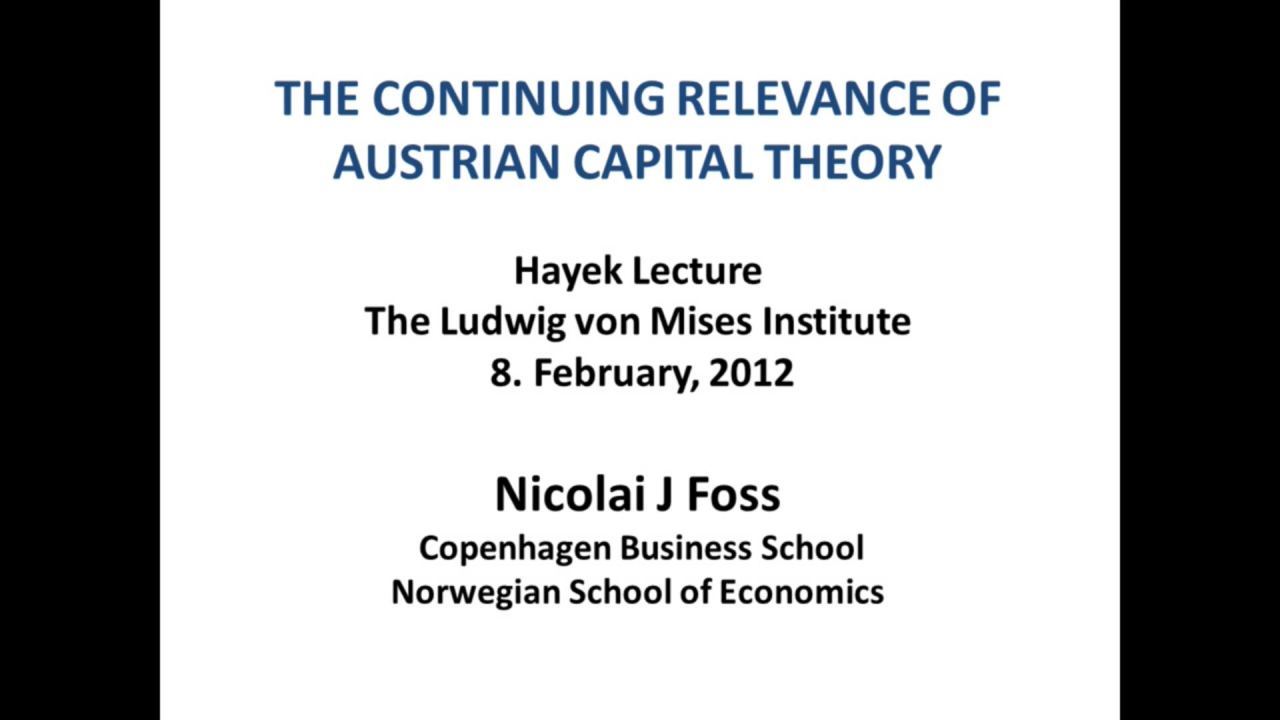 THE CONTINUING RELEVANCE OF
AUSTRIAN CAPITAL THEORY
Hayek Lecture
The Ludwig von Mises Institute
8. February, 2012
Nicolai J Foss
Copenhagen Business School
Norwegian School of Economics